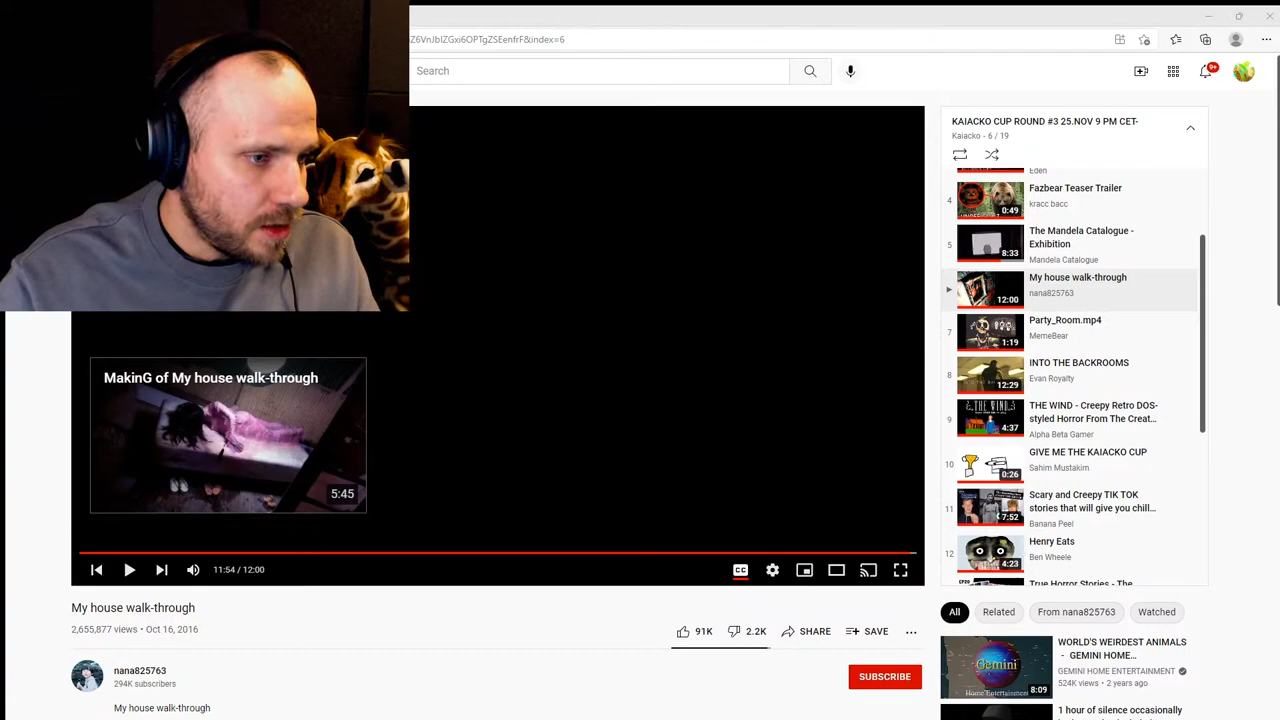 Z6VnJbIZGxi6OPTgZSEenfrF&index=6
Search
9+
KAIACKO CUP ROUND #3 25.NOV 9 PM CET-
Kaiacko - 6 / 19
Eden
4
Fazbear Teaser Trailer
kracc bacc
0:49
5
The Mandela Catalogue -
Exhibition
Mandela Catalogue
8:33
My house walk-through
nana825763
12:00
7
Party_Room.mp4
MemeBear
1:19
8
INTO THE BACKROOMS
Evan Royalty
12:29
9
THE WIND
THE WIND - Creepy Retro DOS-
styled Horror From The Creat...
Alpha Beta Gamer
4:37
10
GIVE ME THE KAIACKO CUP
Sahim Mustakim
0:26
11
Scary and Creepy TIK TOK
stories that will give you chill...
Banana Peel
7:52
12
Henry Eats
Ben Wheele
4:23
True Horror Stories - The
MakinG of My house walk-through
5:45
11:54 / 12:00
CC
My house walk-through
2,655,877 views • Oct 16, 2016
91K
2.2K
SHARE
SAVE
nana825763
294K subscribers
SUBSCRIBE
My house walk-through
All
Related
From nana825763
Watched
WORLD'S WEIRDEST ANIMALS
- GEMINI HOME...
GEMINI HOME ENTERTAINMENT
524K views • 2 years ago
Gemini
Home Entertainment
8:09
1 hour of silence occasionally